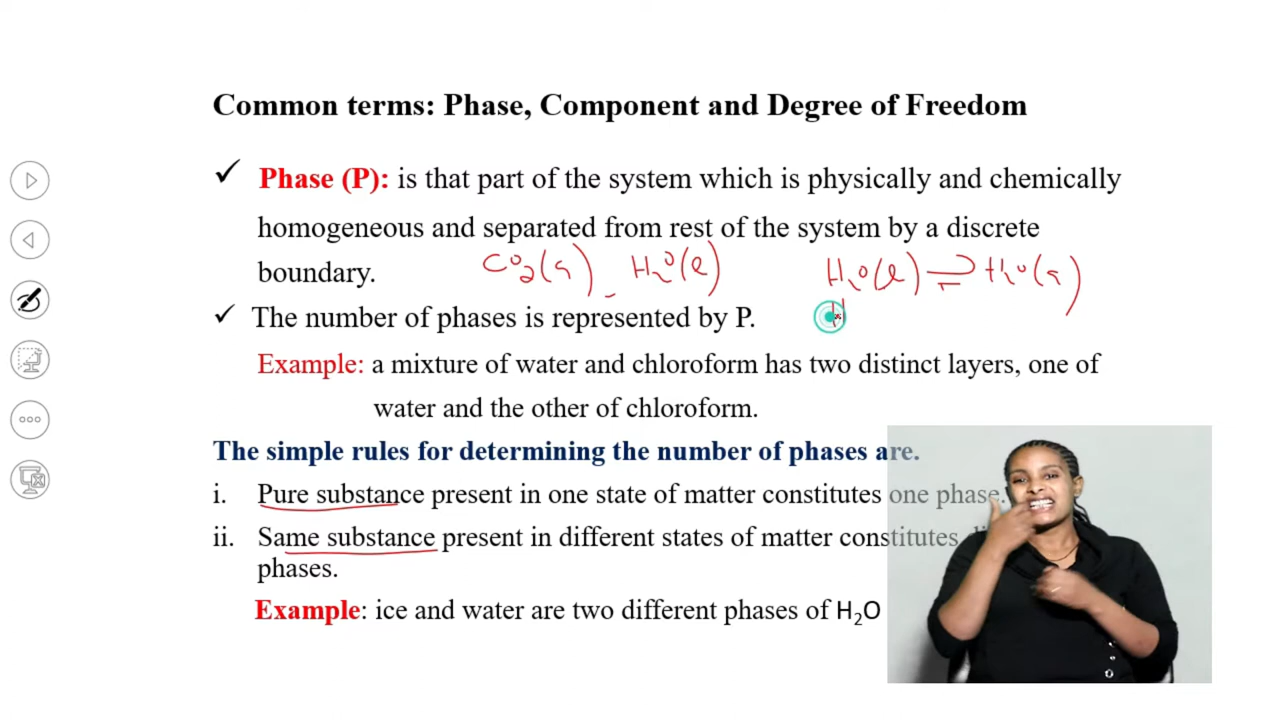 Common terms: Phase, Component and Degree of Freedom
✓ Phase (P): is that part of the system which is physically and chemically
homogeneous and separated from rest of the system by a discrete
boundary.
CO2(g) H2O(l) H2O(l) ⇌ H2O(g)
✓ The number of phases is represented by P.
H
Example: a mixture of water and chloroform has two distinct layers, one of
water and the other of chloroform.
The simple rules for determining the number of phases are.
i. Pure substance present in one state of matter constitutes one phase.
ii. Same substance present in different states of matter constitutes
phases.
Example: ice and water are two different phases of H₂O